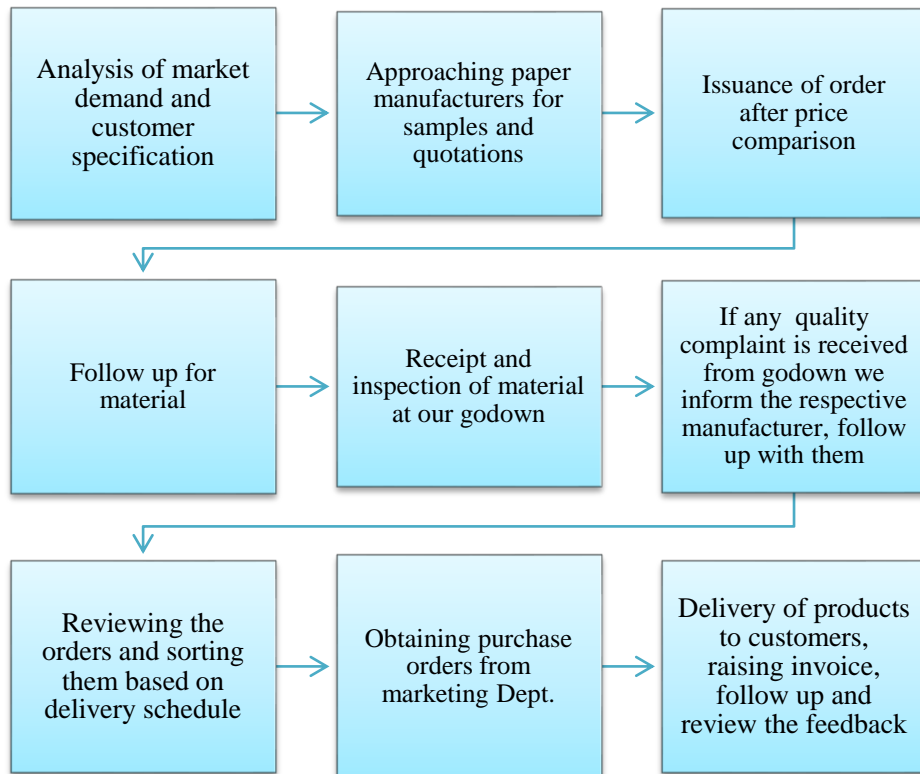 Analysis of market
demand and
customer
specification
Approaching paper
manufacturers for
samples and
quotations
Issuance of order
after price
comparison
Follow up for
material
Receipt and
inspection of material
at our godown
If any quality
complaint is received
from godown we
inform the respective
manufacturer, follow
up with them
Reviewing the
orders and sorting
them based on
delivery schedule
Obtaining purchase
orders from
marketing Dept.
Delivery of products
to customers,
raising invoice,
follow up and
review the feedback